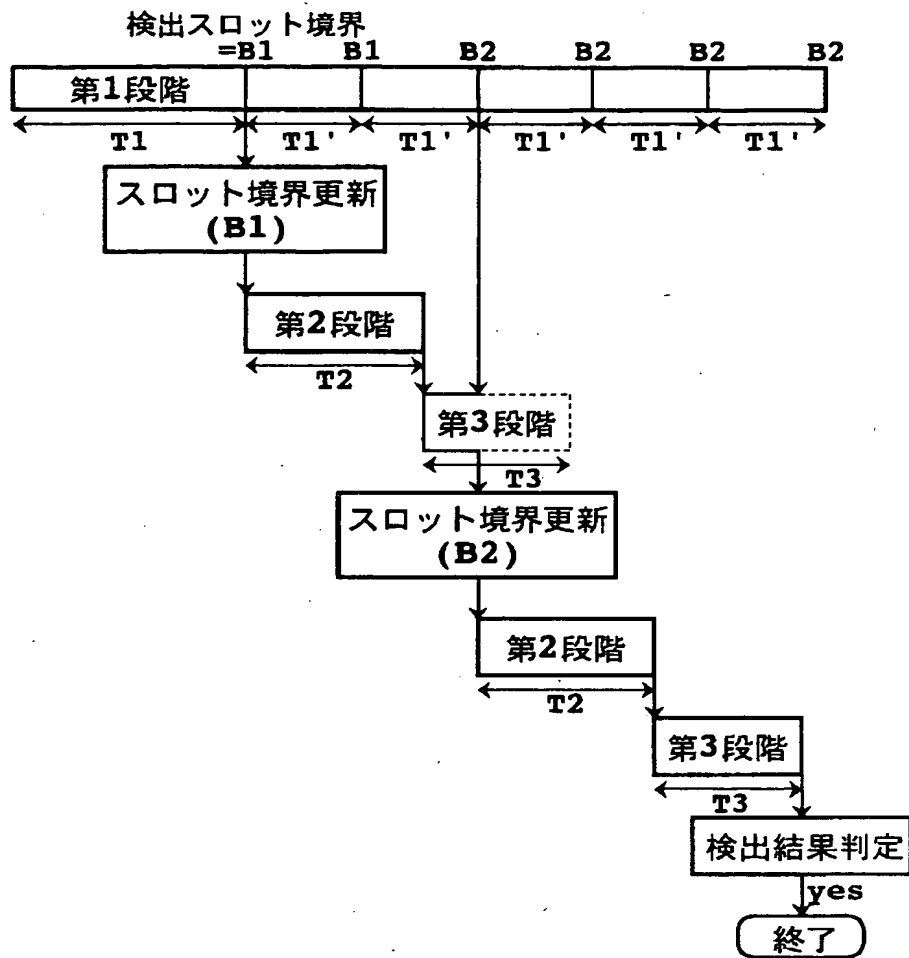 検出スロット境界
=B1 B1 B2 B2 B2 B2
第1段階
T1 T1' T1' T1' T1' T1'
スロット境界更新
(B1)
第2段階
T2
第3段階
T3
スロット境界更新
(B2)
第2段階
T2
第3段階
T3
検出結果判定
yes
終了